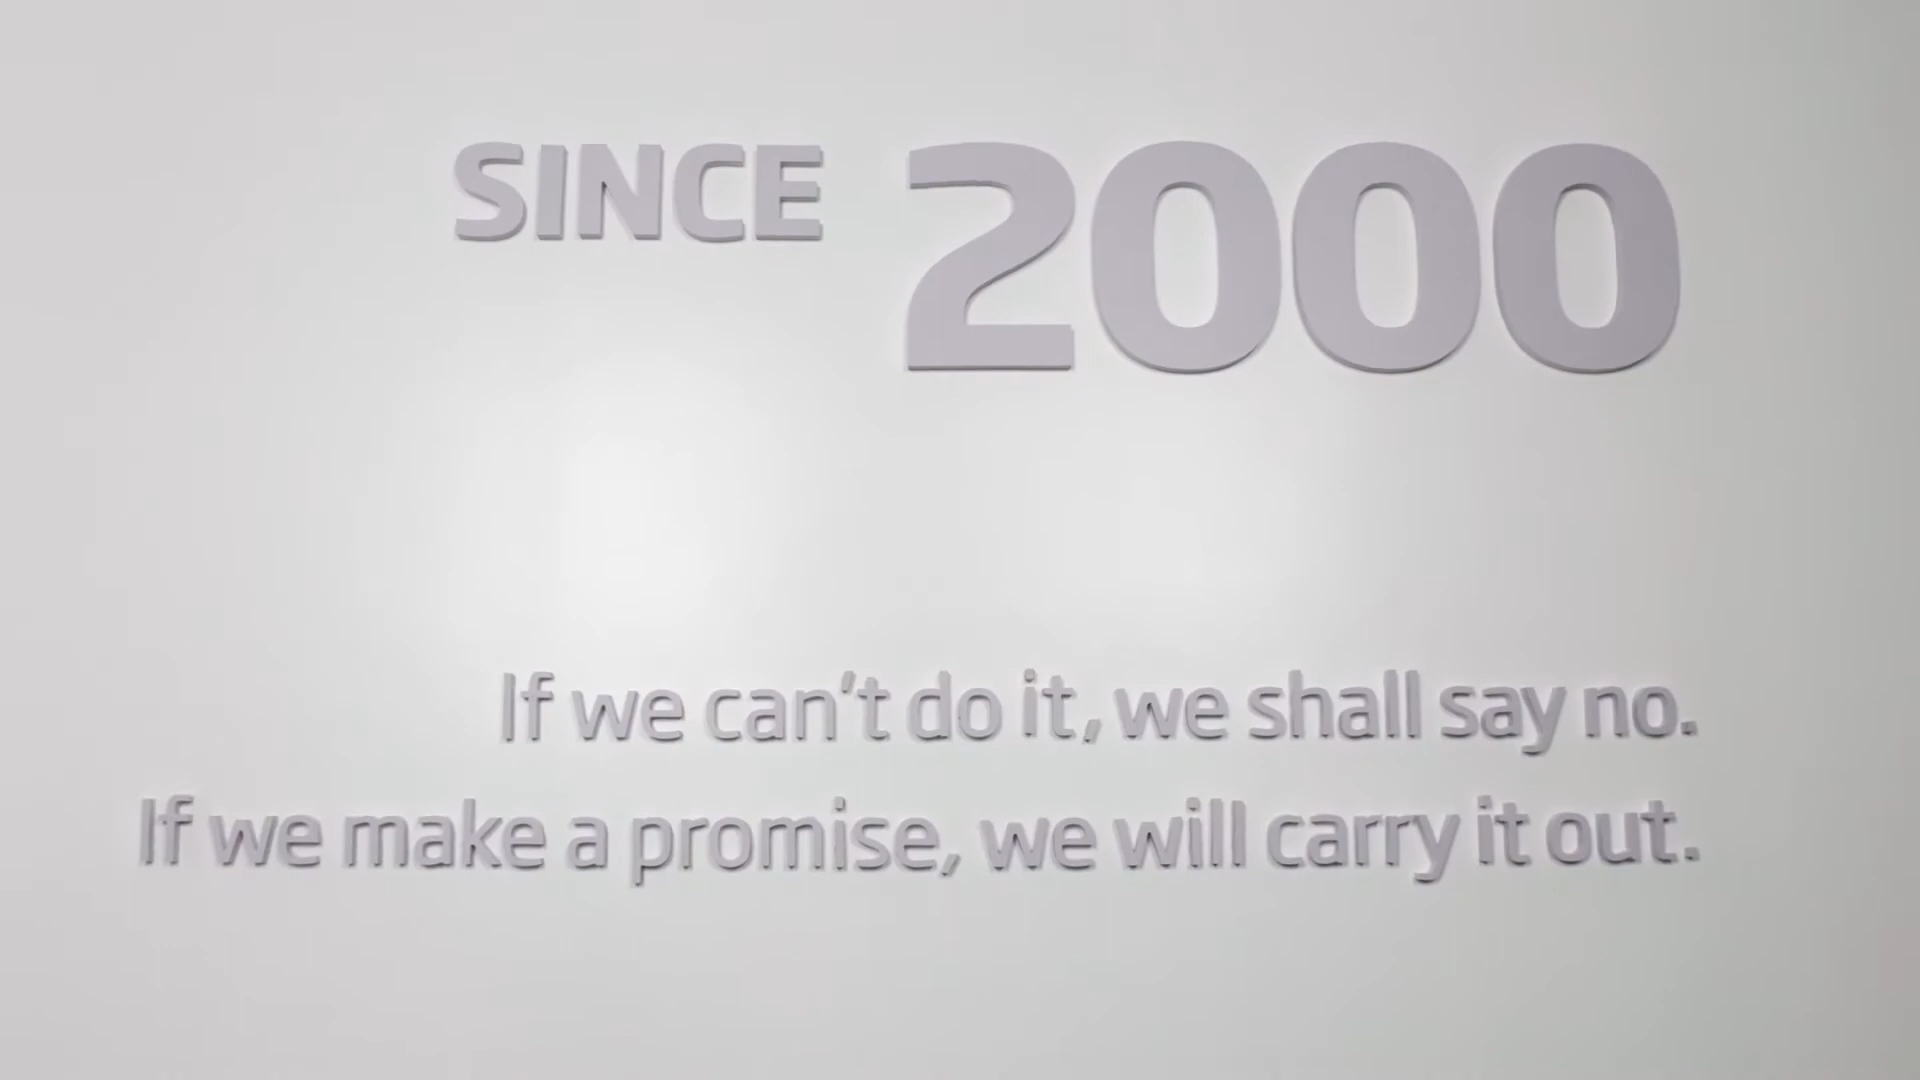 SINCE 2000
If we can't do it, we shall say no.
If we make a promise, we will carry it out.